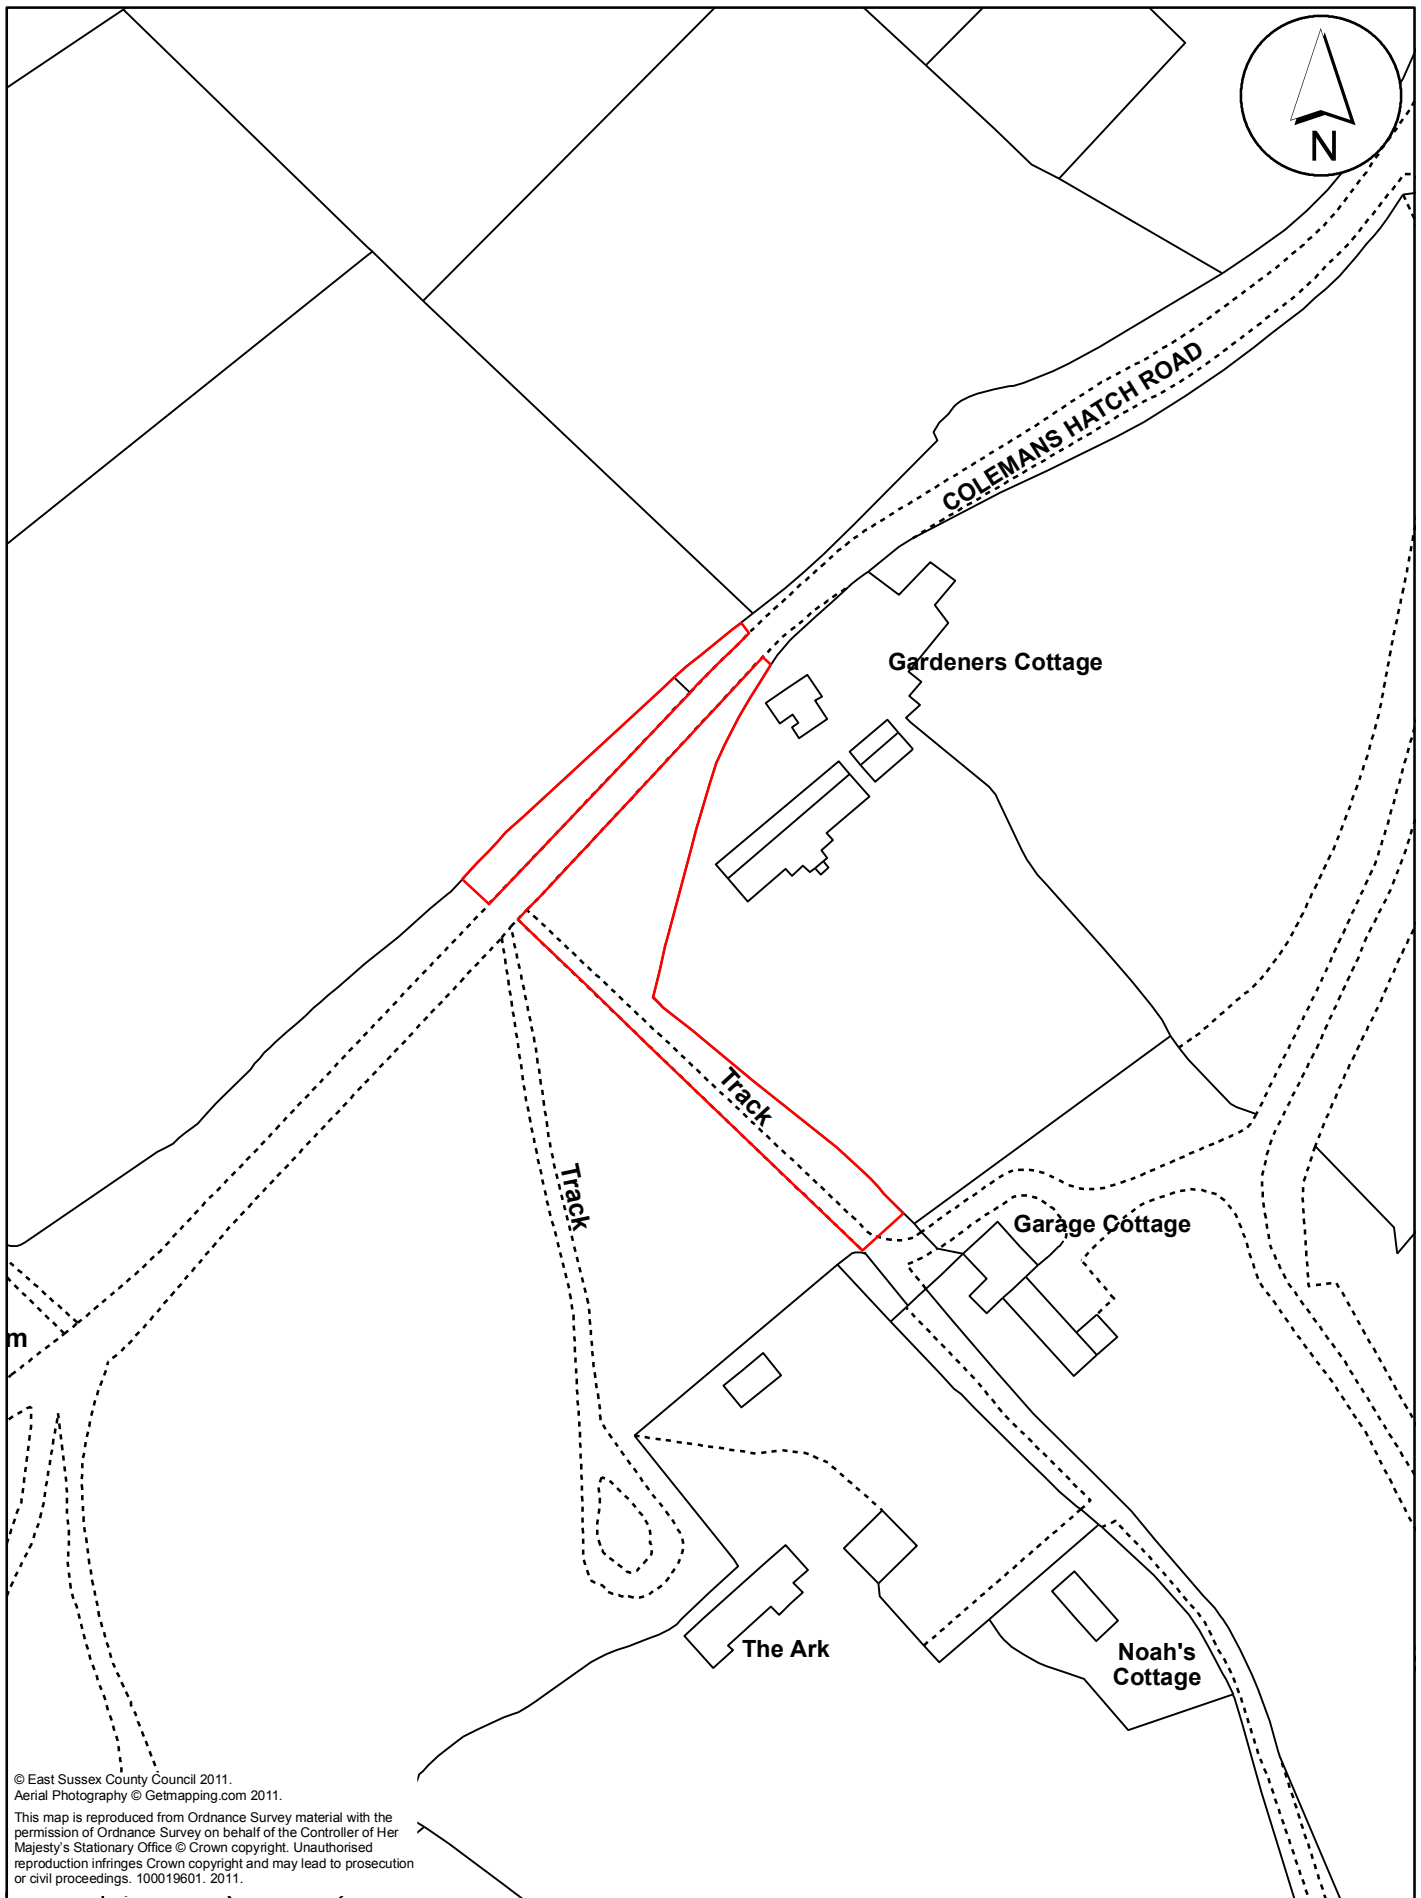 N
COLEMANS HATCH ROAD
Gardeners Cottage
Track
Track
Garage Cottage
m
The Ark
Noah's
Cottage
© East Sussex County Council 2011.
Aerial Photography © Getmapping.com 2011.
This map is reproduced from Ordnance Survey material with the
permission of Ordnance Survey on behalf of the Controller of Her
Majesty's Stationary Office © Crown copyright. Unauthorised
reproduction infringes Crown copyright and may lead to prosecution
or civil proceedings. 100019601. 2011.